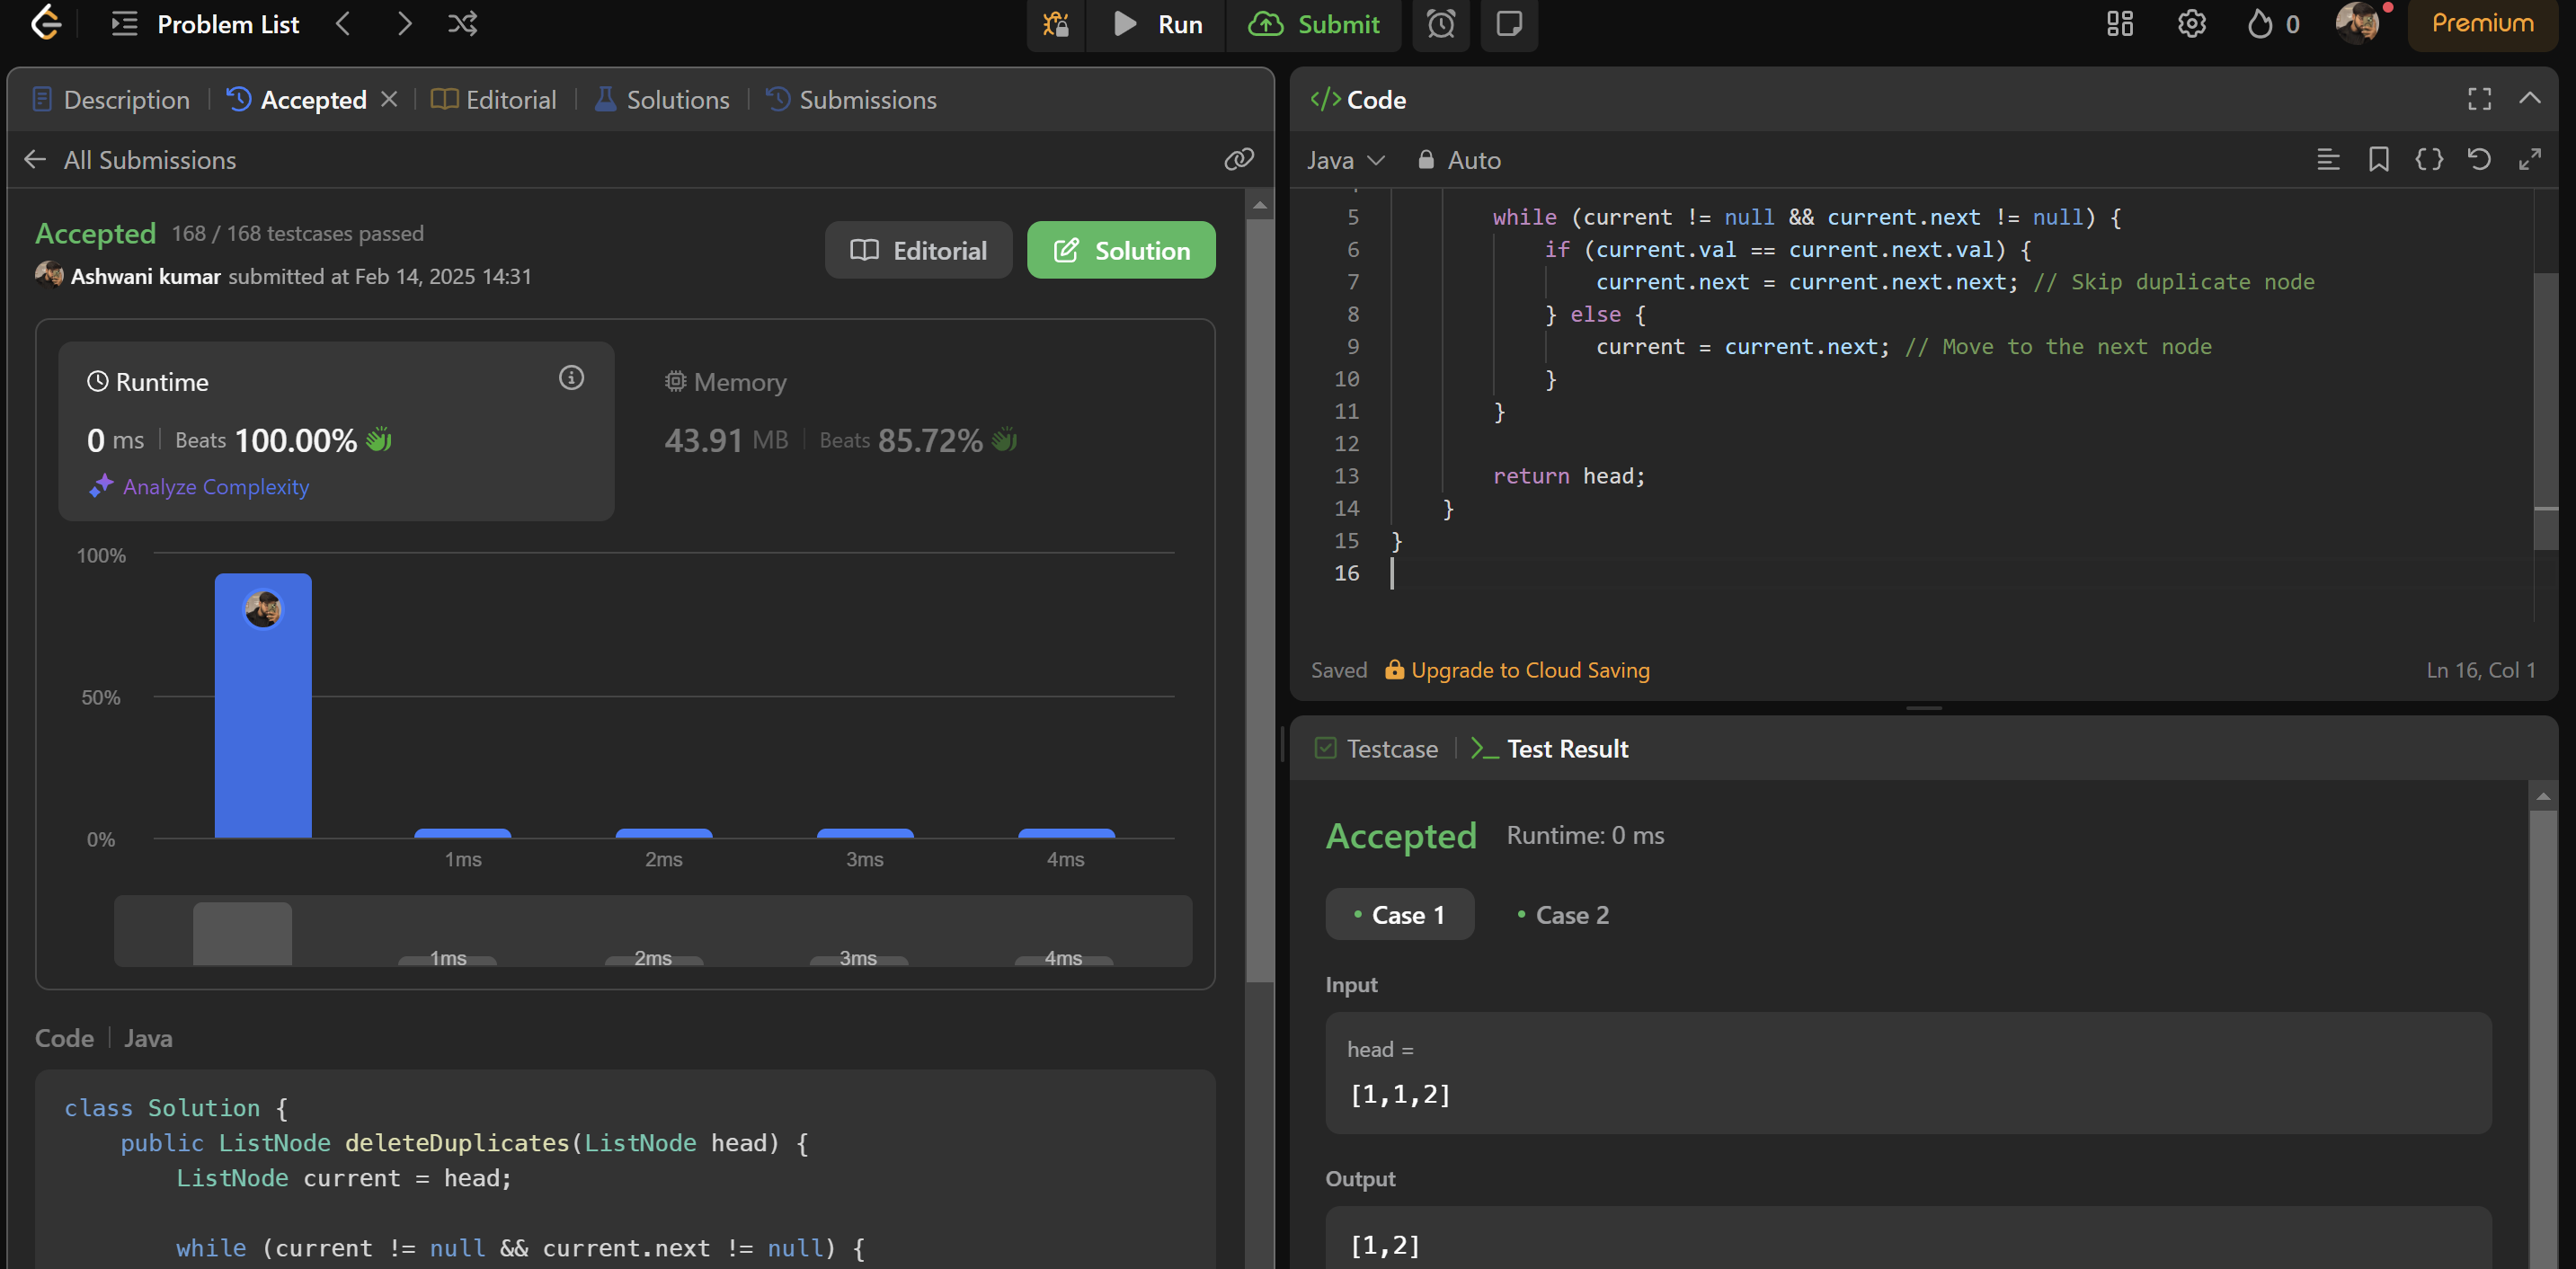 Problem List
Run
Submit
0
Premium
Description
Accepted
Editorial
Solutions
Submissions
All Submissions
Accepted 168 / 168 testcases passed
Ashwani kumar submitted at Feb 14, 2025 14:31
Editorial
Solution
Runtime
0 ms Beats 100.00%
Analyze Complexity
Memory
43.91 MB Beats 85.72%
100%
50%
0%
1ms 2ms 3ms 4ms
1ms 2ms 3ms 4ms
Code Java
class Solution {
public ListNode deleteDuplicates(ListNode head) {
ListNode current = head;
while (current != null && current.next != null) {
</> Code
Java Auto
5 while (current != null && current.next != null) {
6 if (current.val == current.next.val) {
7 current.next = current.next.next; // Skip duplicate node
8 } else {
9 current = current.next; // Move to the next node
10 }
11 }
12
13 return head;
14 }
15 }
16
Saved Upgrade to Cloud Saving Ln 16, Col 1
Testcase
Test Result
Accepted Runtime: 0 ms
• Case 1 • Case 2
Input
head =
[1,1,2]
Output
[1,2]